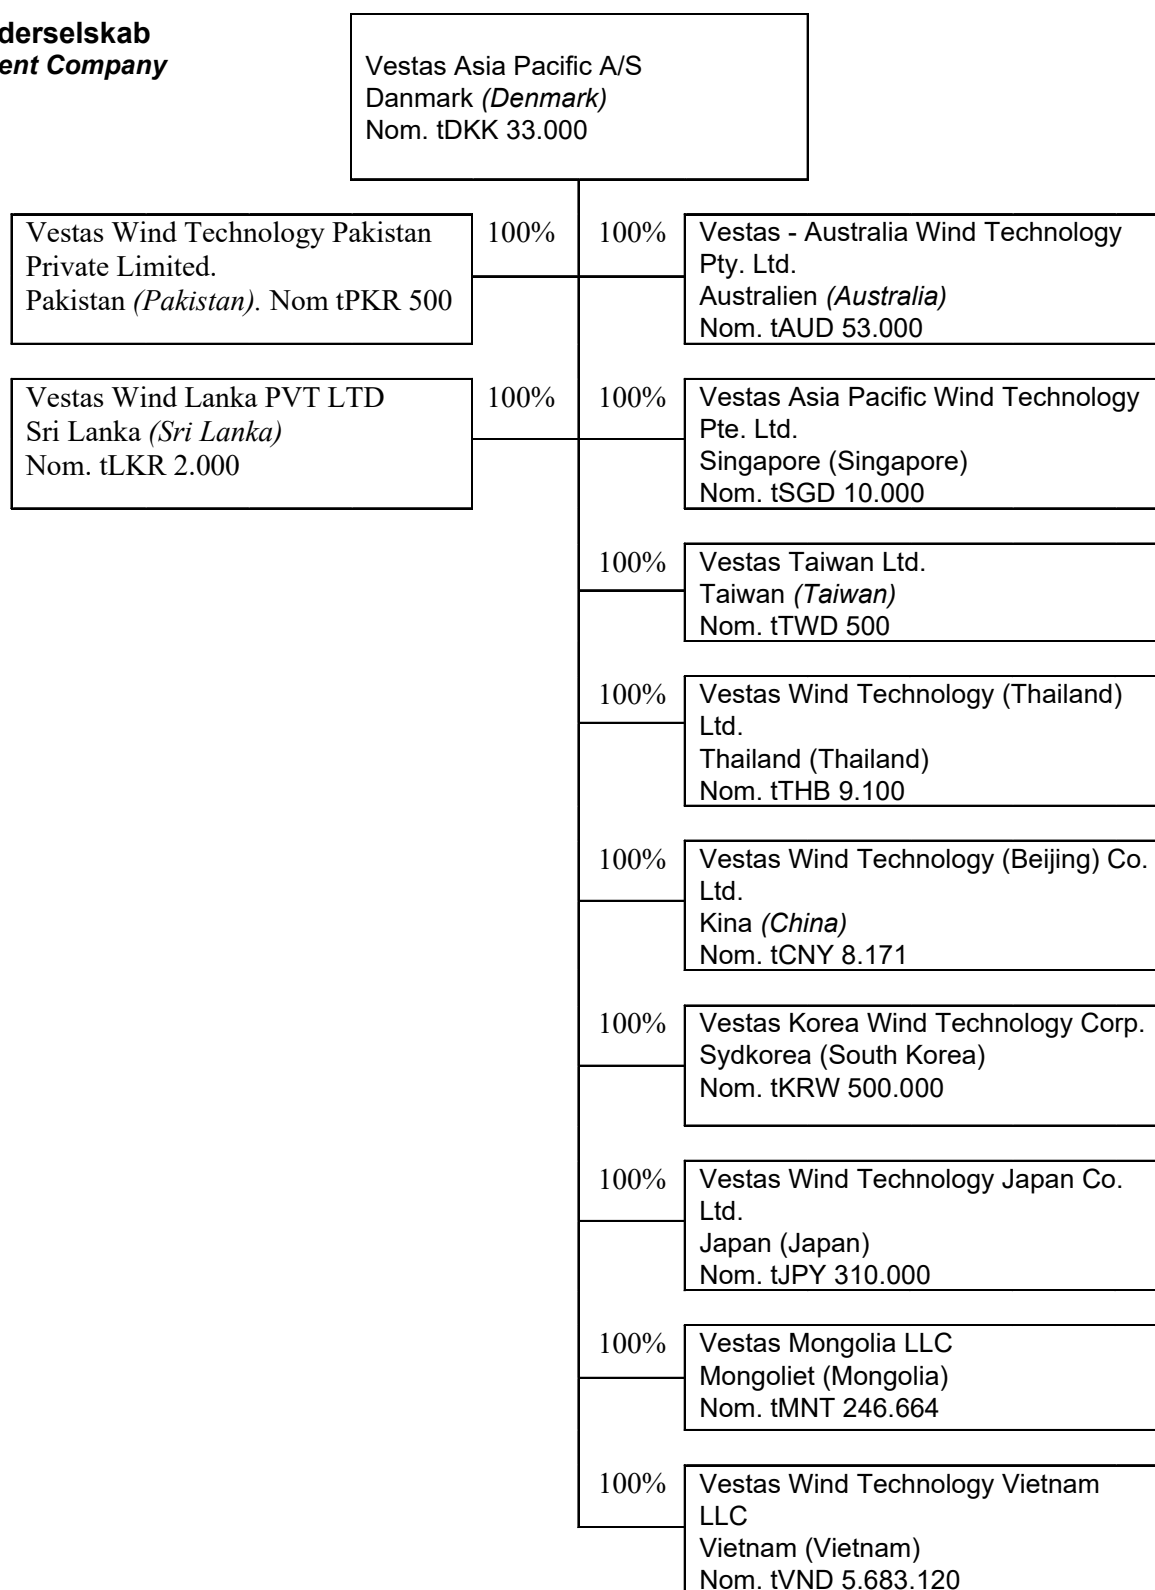 derselskab
ent Company
Vestas Asia Pacific A/S
Danmark (Denmark)
Nom. tDKK 33.000
Vestas Wind Technology Pakistan
Private Limited.
Pakistan (Pakistan). Nom tPKR 500
100%
100%
Vestas - Australia Wind Technology
Pty. Ltd.
Australien (Australia)
Nom. tAUD 53.000
Vestas Wind Lanka PVT LTD
Sri Lanka (Sri Lanka)
Nom. tLKR 2.000
100%
100%
Vestas Asia Pacific Wind Technology
Pte. Ltd.
Singapore (Singapore)
Nom. tSGD 10.000
100%
Vestas Taiwan Ltd.
Taiwan (Taiwan)
Nom. tTWD 500
100%
Vestas Wind Technology (Thailand)
Ltd.
Thailand (Thailand)
Nom. tTHB 9.100
100%
Vestas Wind Technology (Beijing) Co.
Ltd.
Kina (China)
Nom. tCNY 8.171
100%
Vestas Korea Wind Technology Corp.
Sydkorea (South Korea)
Nom. tKRW 500.000
100%
Vestas Wind Technology Japan Co.
Ltd.
Japan (Japan)
Nom. tJPY 310.000
100%
Vestas Mongolia LLC
Mongoliet (Mongolia)
Nom. tMNT 246.664
100%
Vestas Wind Technology Vietnam
LLC
Vietnam (Vietnam)
Nom. tVND 5.683.120